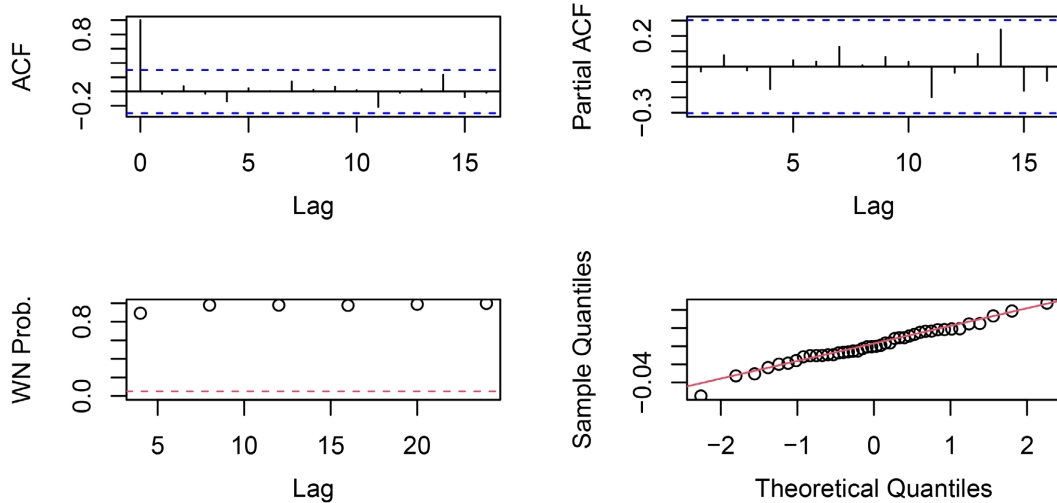 ACF
0.8
−0.2
0 5 10 15
Lag
Partial ACF
0.2
−0.3
5 10 15
Lag
WN Prob.
0.8
0.0
5 10 15 20
Lag
Sample Quantiles
−0.04
−2 −1 0 1 2
Theoretical Quantiles